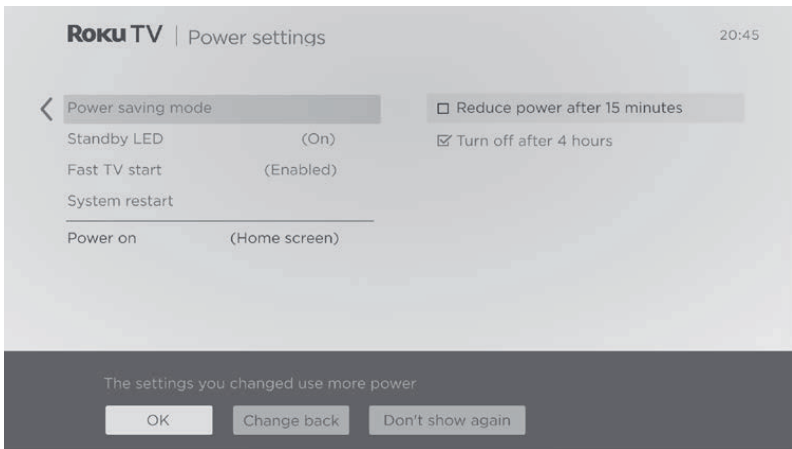 Roku TV | Power settings 20:45
Power saving mode
Standby LED (On)
Fast TV start (Enabled)
System restart
Power on (Home screen)
Reduce power after 15 minutes
Turn off after 4 hours
The settings you changed use more power
OK Change back Don't show again